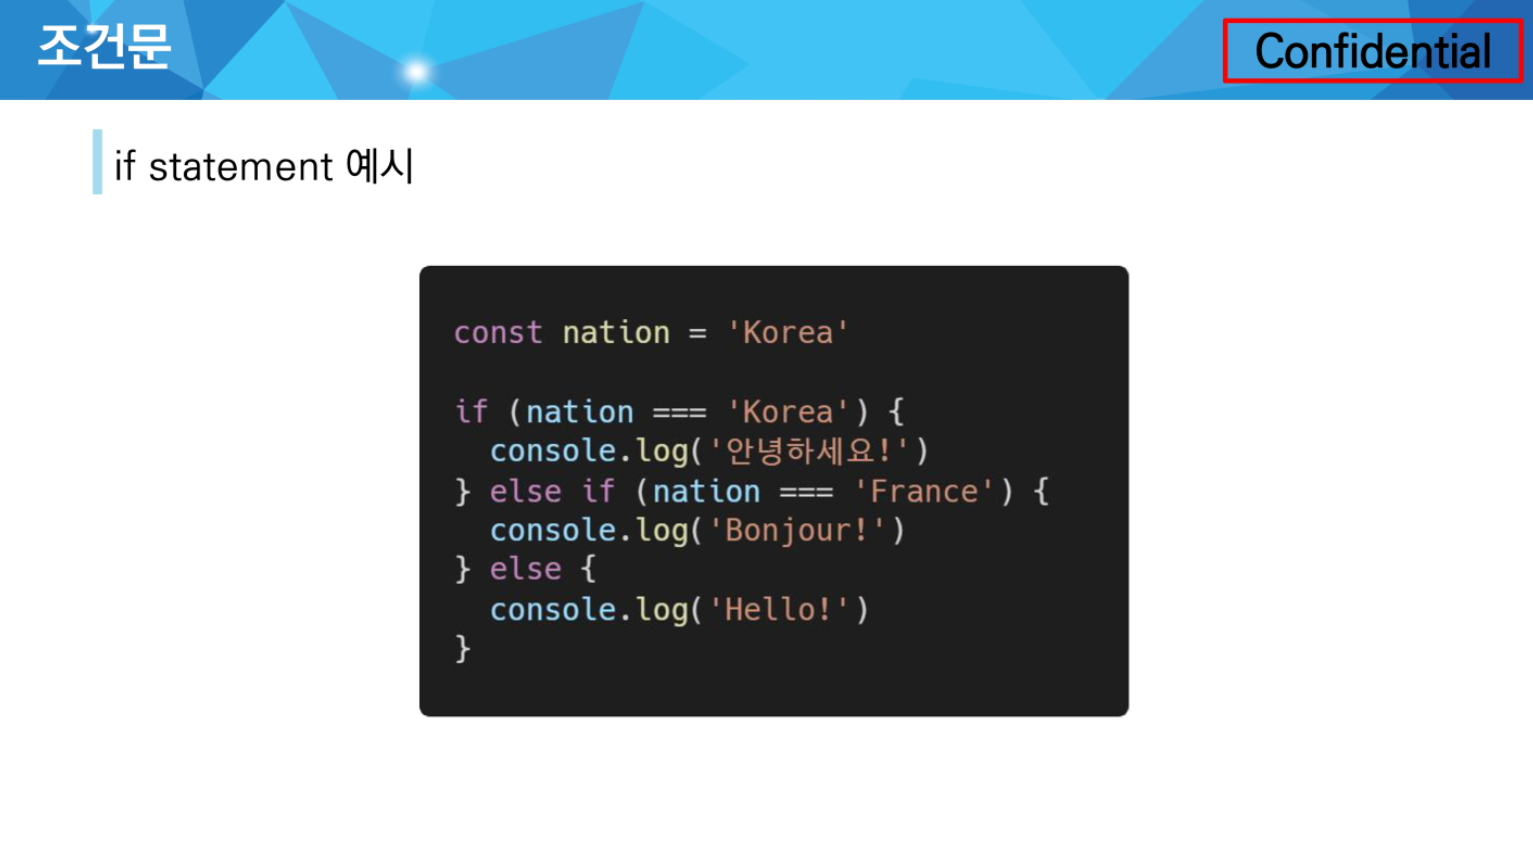 조건문
Confidential
if statement 예시
const nation = 'Korea'
if (nation === 'Korea') {
  console.log('안녕하세요!')
} else if (nation === 'France') {
  console.log('Bonjour!')
} else {
  console.log('Hello!')
}